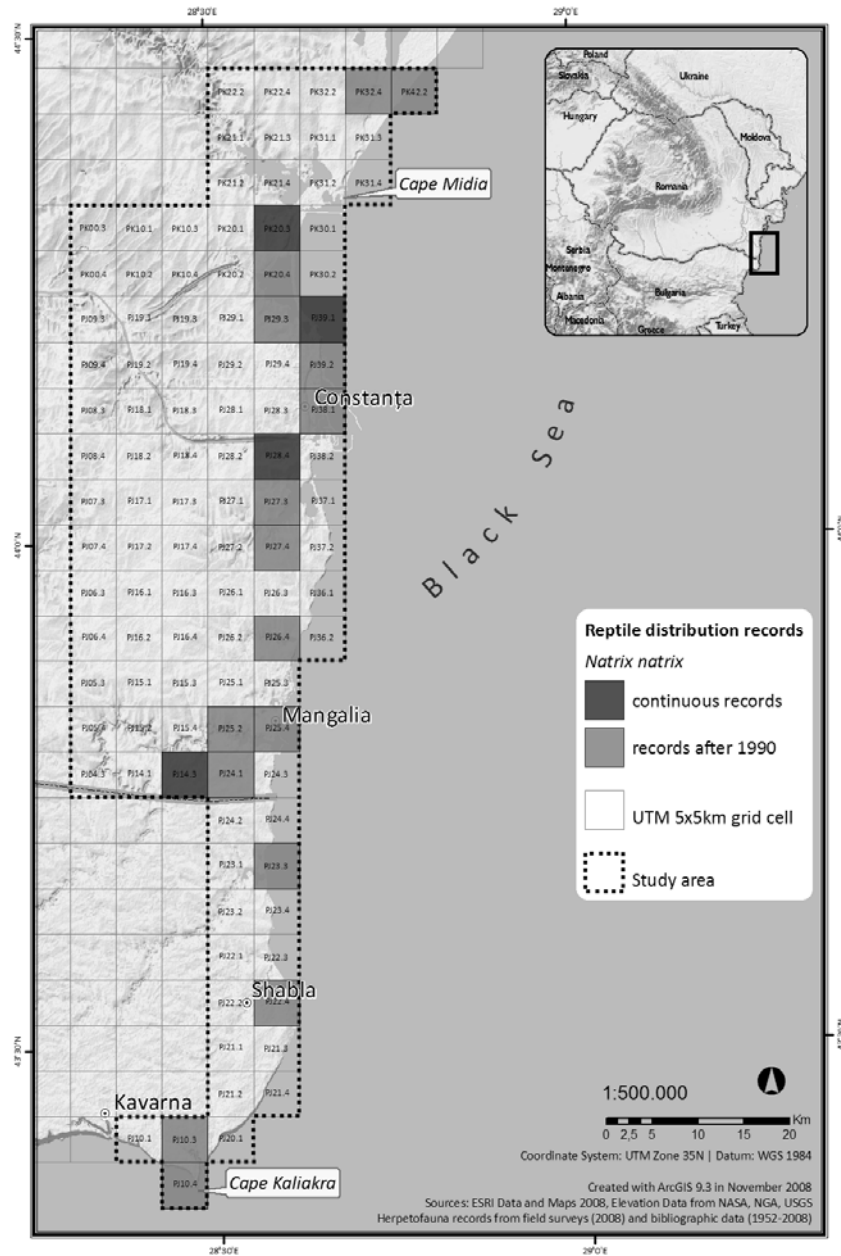 28°30'E 29°0'E
44°30'N
Poland
Slovakia
Ukraine
Hungary
Moldova
Romania
Serbia
Montenegro
Bulgaria
Albania
Macedonia
Greece
Turkey
PK22.2 PK22.4 PK32.2 PK32.4 PK42.2
PK21.1 PK21.3 PK31.1 PK31.3
PK21.2 PK21.4 PK31.2 PK31.4
Cape Midia
PK00.3 PK10.1 PK10.3 PK20.1 PK20.3 PK30.1
PK00.4 PK10.2 PK10.4 PK20.2 PK20.4 PK30.2
PJ09.3 PJ19.1 PJ19.3 PJ29.1 PJ29.3 PJ39.1
PJ09.4 PJ19.2 PJ19.4 PJ29.2 PJ29.4 PJ39.2
Constanța
PJ08.3 PJ18.1 PJ18.3 PJ28.1 PJ28.3 PJ38.1
PJ08.4 PJ18.2 PJ18.4 PJ28.2 PJ28.4 PJ38.2
PJ07.3 PJ17.1 PJ17.3 PJ27.1 PJ27.3 PJ37.1
44°0'N
PJ07.4 PJ17.2 PJ17.4 PJ27.2 PJ27.4 PJ37.2
PJ06.3 PJ16.1 PJ16.3 PJ26.1 PJ26.3 PJ36.1
PJ06.4 PJ16.2 PJ16.4 PJ26.2 PJ26.4 PJ36.2
PJ05.3 PJ15.1 PJ15.3 PJ25.1 PJ25.3
Mangalia
PJ05.4 PJ15.2 PJ15.4 PJ25.2 PJ25.4
PJ04.3 PJ14.1 PJ14.3 PJ24.1 PJ24.3
PJ24.2 PJ24.4
PJ23.1 PJ23.3
PJ23.2 PJ23.4
PJ22.1 PJ22.3
Shabla
PJ22.2 PJ22.4
PJ21.1 PJ21.3
43°30'N
PJ21.2 PJ21.4
Kavarna
PJ10.1 PJ10.3 PJ20.1
PJ10.4
Cape Kaliakra
Black Sea
Reptile distribution records
Natrix natrix
continuous records
records after 1990
UTM 5x5km grid cell
Study area
1:500.000
Km
0 2,5 5 10 15 20
Coordinate System: UTM Zone 35N | Datum: WGS 1984
Created with ArcGIS 9.3 in November 2008
Sources: ESRI Data and Maps 2008, Elevation Data from NASA, NGA, USGS
Herpetofauna records from field surveys (2008) and bibliographic data (1952-2008)
28°30'E 29°0'E